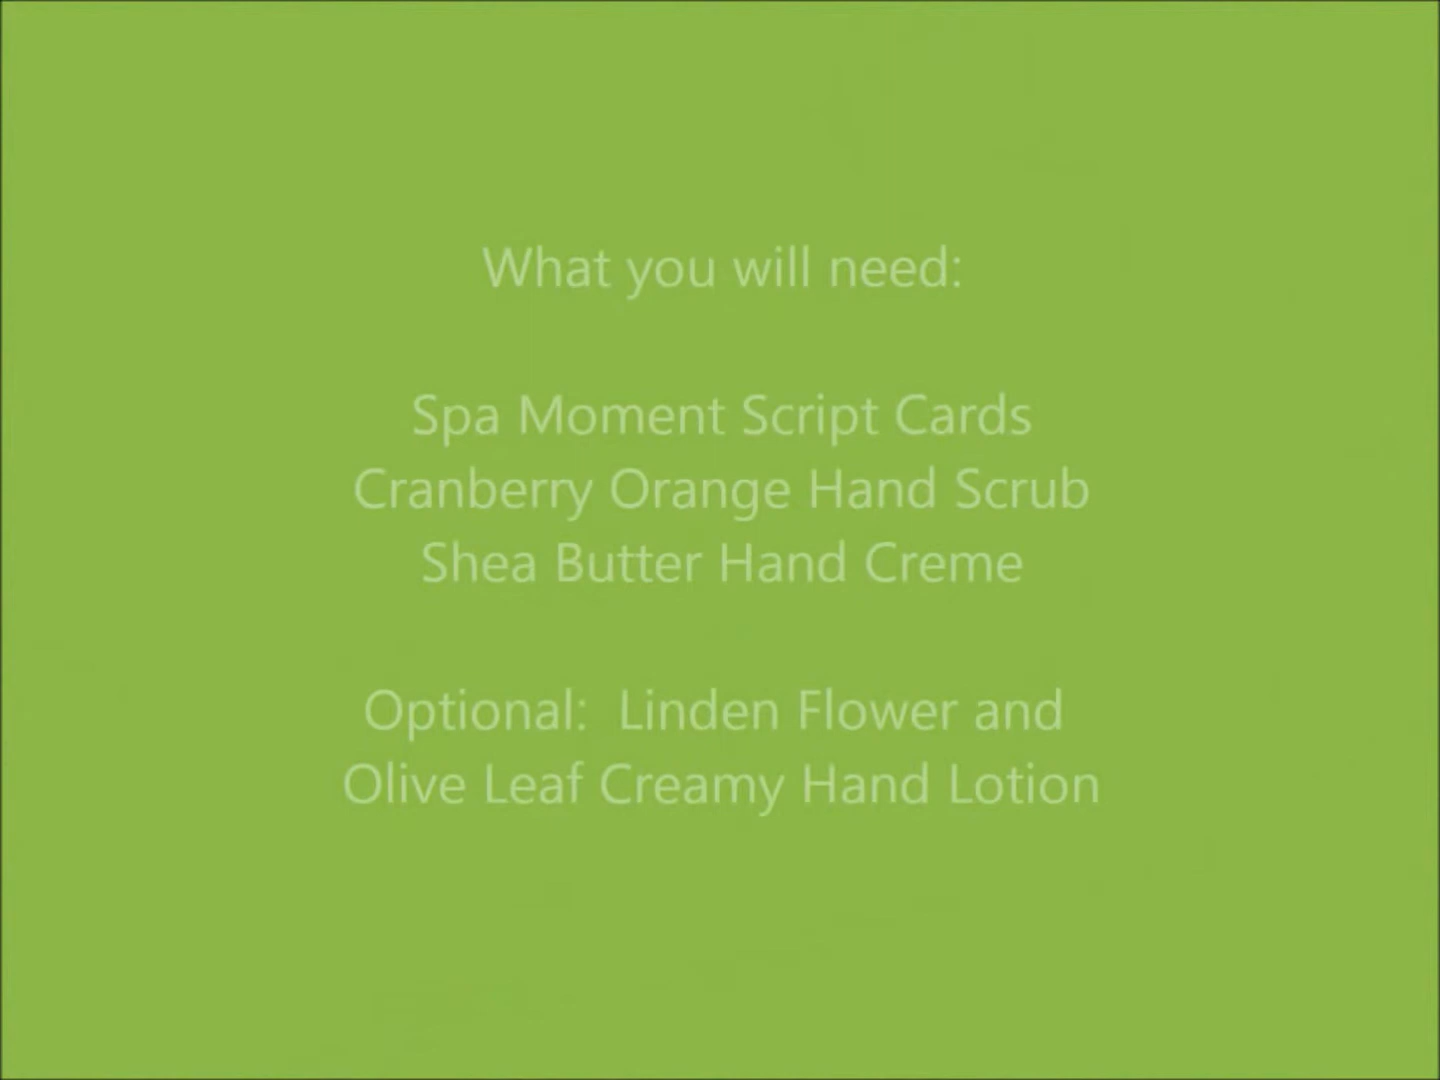 What you will need:
Spa Moment Script Cards
Cranberry Orange Hand Scrub
Shea Butter Hand Creme
Optional:  Linden Flower and
Olive Leaf Creamy Hand Lotion